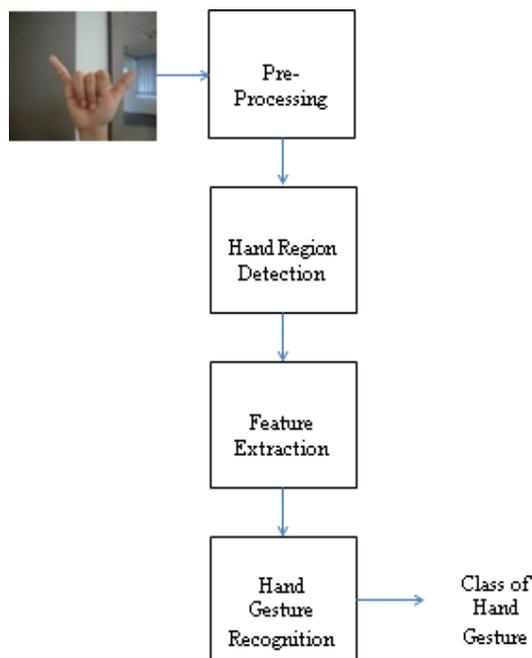 Pre-
Processing
Hand Region
Detection
Feature
Extraction
Hand
Gesture
Recognition
Class of
Hand
Gesture